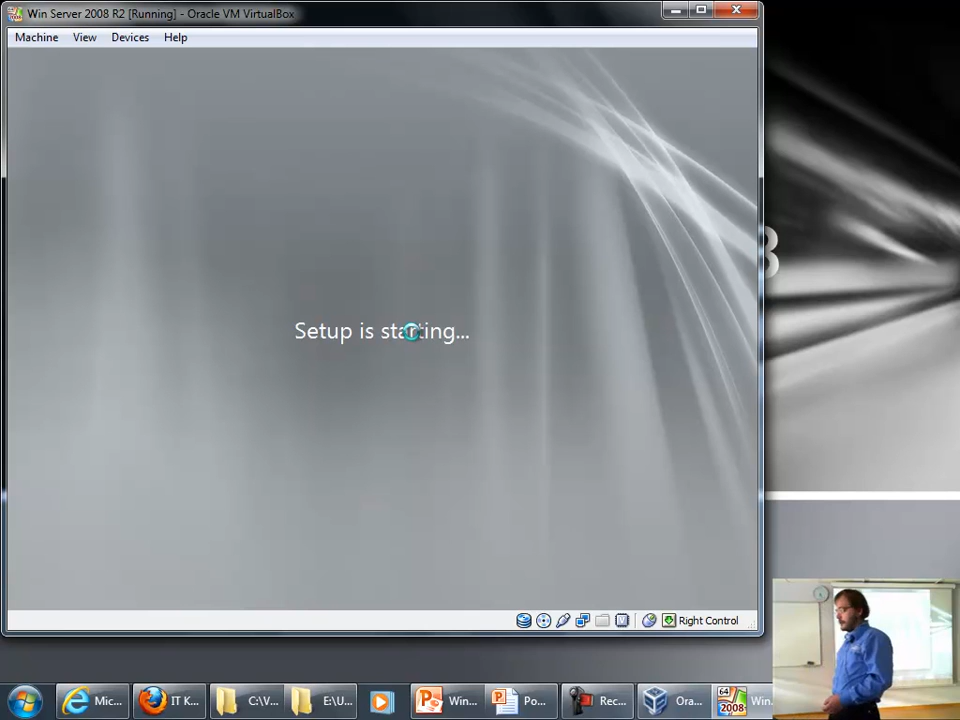 Win Server 2008 R2 [Running] - Oracle VM VirtualBox
Machine View Devices Help
Setup is starting...
Right Control
Mic... IT K... C:\V... E:\U... Win... Po... Rec... Ora... 64 2008 Win